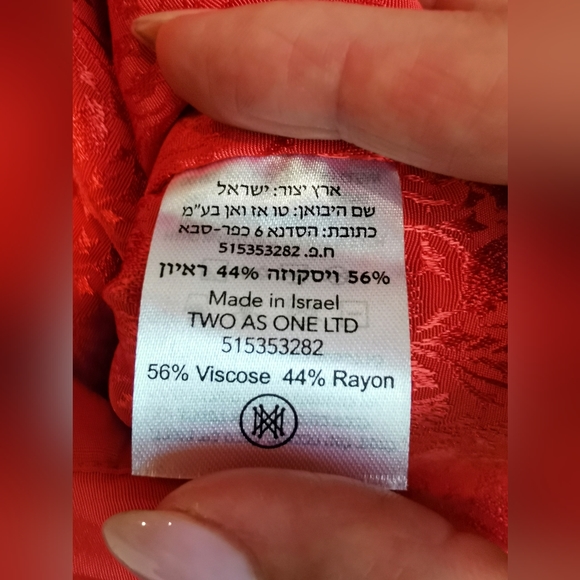 ארץ יצור: ישראל
שם היבואן: טו אז ואן בע"מ
כתובת: הסדנא 6 כפר-סבא
ח.פ. 515353282
56% ויסקוזה 44% ראיון
Made in Israel
TWO AS ONE LTD
515353282
56% Viscose 44% Rayon